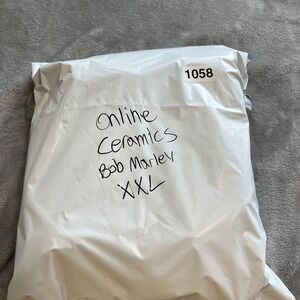 1058
Online
Ceramics
Bob Marley
XXL